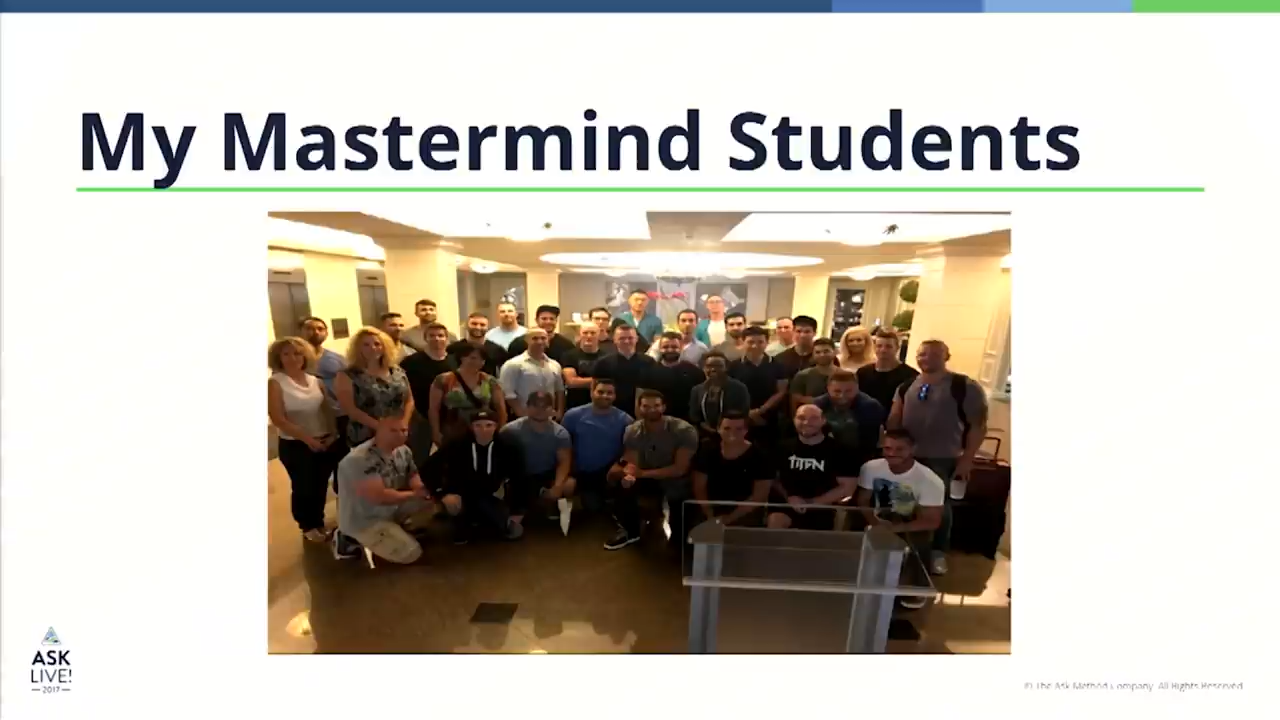 My Mastermind Students
TITAN
ASK
LIVE!
2017
© The Ask Method Company. All Rights Reserved.